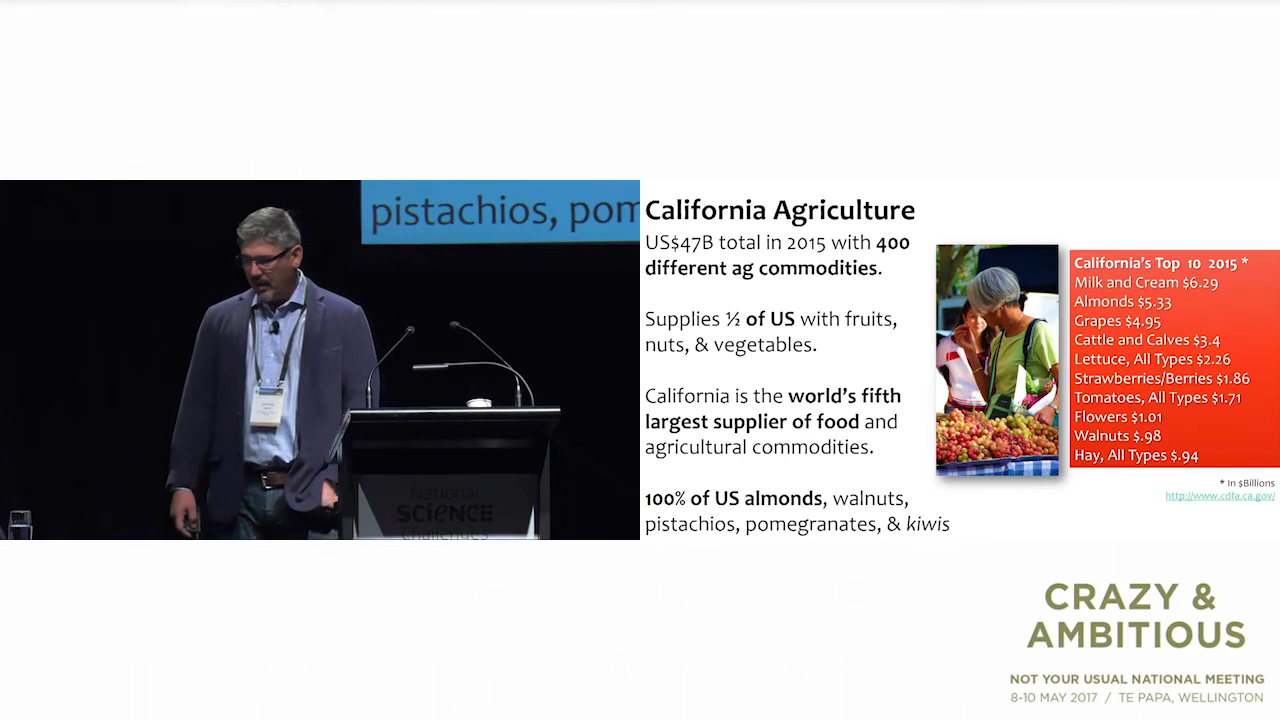 pistachios, pom
National
SCIENCE
Challenges
California Agriculture
US$47B total in 2015 with 400
different ag commodities.
Supplies ½ of US with fruits,
nuts, & vegetables.
California is the world's fifth
largest supplier of food and
agricultural commodities.
100% of US almonds, walnuts,
pistachios, pomegranates, & kiwis
California's Top 10 2015 *
Milk and Cream $6.29
Almonds $5.33
Grapes $4.95
Cattle and Calves $3.4
Lettuce, All Types $2.26
Strawberries/Berries $1.86
Tomatoes, All Types $1.71
Flowers $1.01
Walnuts $.98
Hay, All Types $.94
* In $Billions
http://www.cdfa.ca.gov/
CRAZY &
AMBITIOUS
NOT YOUR USUAL NATIONAL MEETING
8-10 MAY 2017 / TE PAPA, WELLINGTON